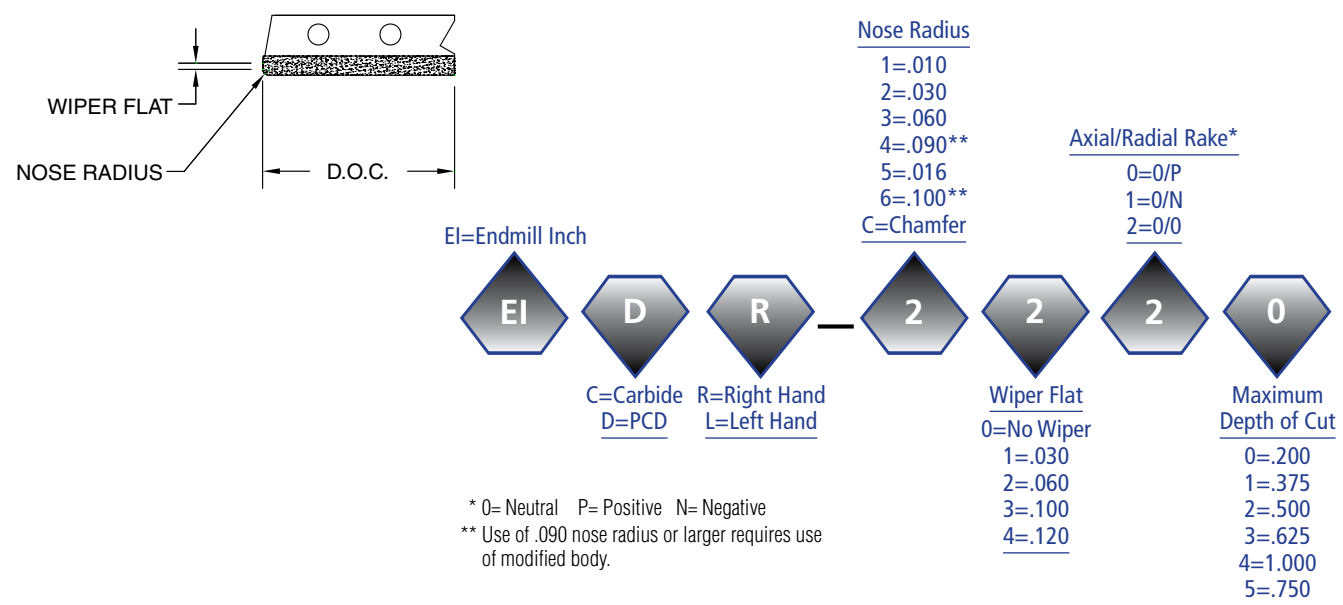 WIPER FLAT
NOSE RADIUS
D.O.C.
Nose Radius
1=.010
2=.030
3=.060
4=.090**
5=.016
6=.100**
C=Chamfer
Axial/Radial Rake*
0=0/P
1=0/N
2=0/0
EI=Endmill Inch
EI D R – 2 2 2 0
C=Carbide
D=PCD
R=Right Hand
L=Left Hand
Wiper Flat
0=No Wiper
1=.030
2=.060
3=.100
4=.120
Maximum
Depth of Cut
0=.200
1=.375
2=.500
3=.625
4=1.000
5=.750
* 0= Neutral P= Positive N= Negative
** Use of .090 nose radius or larger requires use
of modified body.